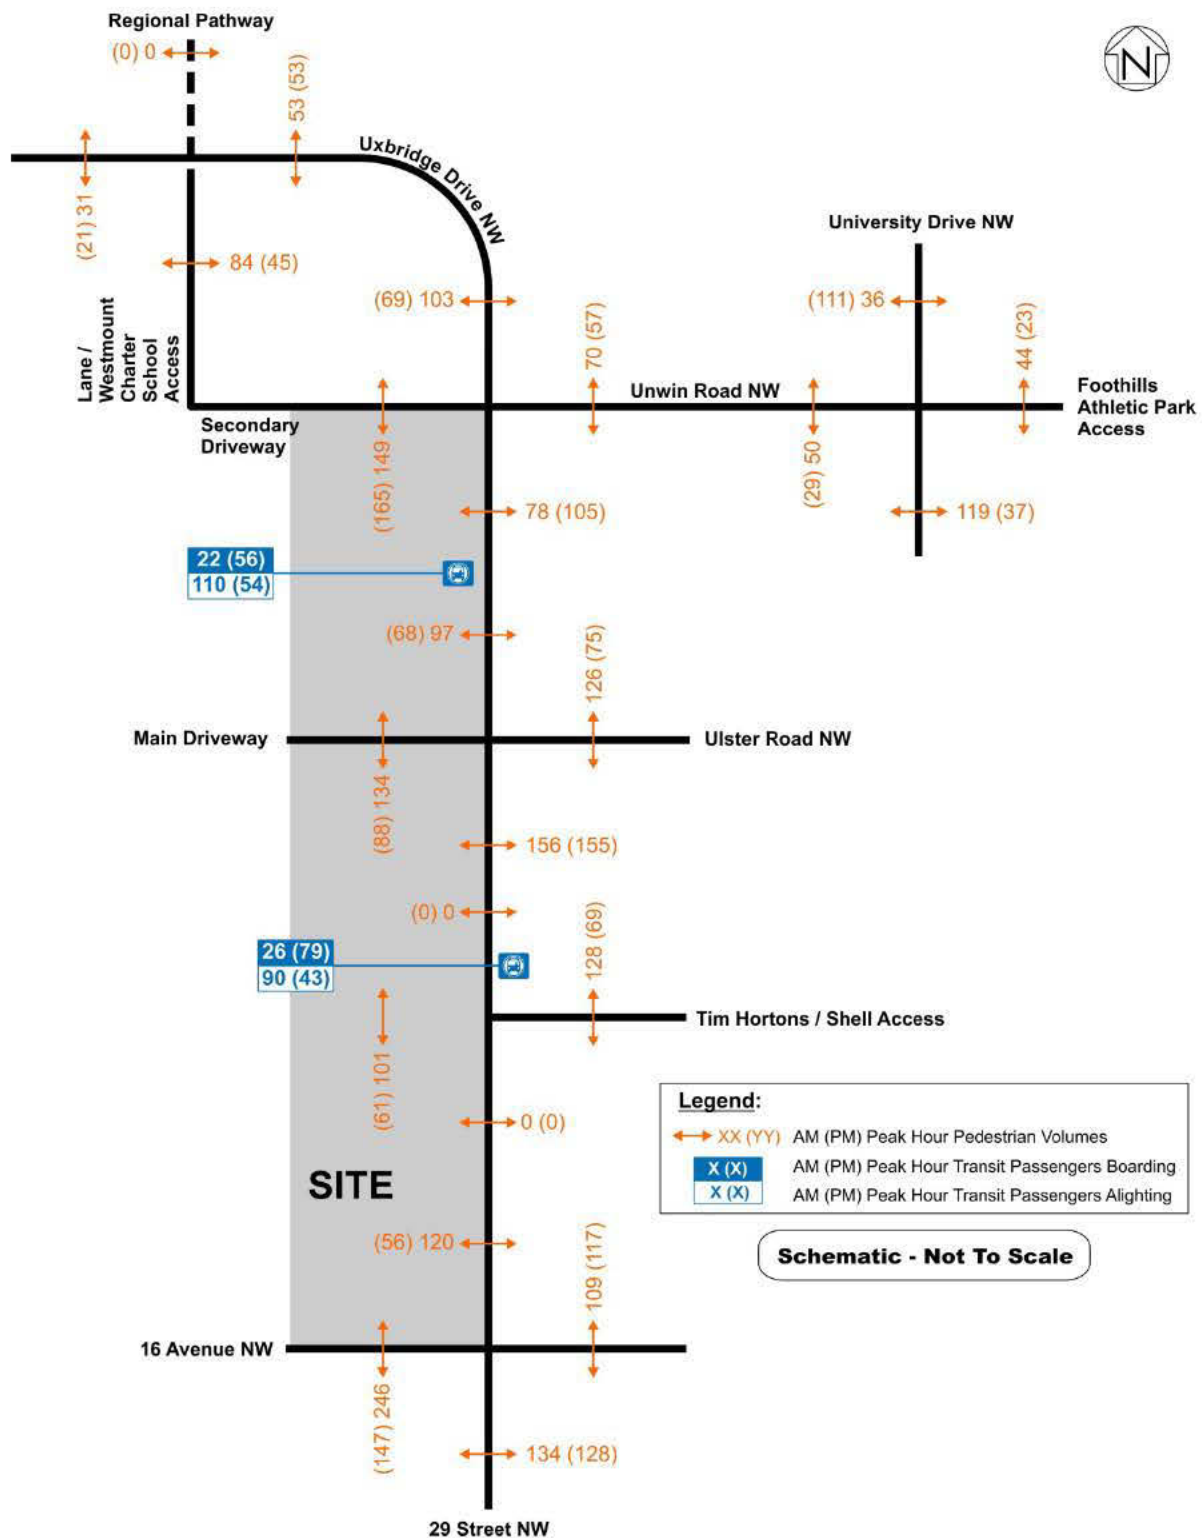 Regional Pathway
(0) 0
53 (53)
N
Uxbridge Drive NW
(21) 31
84 (45)
University Drive NW
(69) 103
70 (57)
(111) 36
44 (23)
Lane /
Westmount
Charter
School
Access
Unwin Road NW
Foothills
Athletic Park
Access
Secondary
Driveway
(165) 149
(29) 50
78 (105)
119 (37)
22 (56)
110 (54)
(68) 97
126 (75)
Main Driveway
Ulster Road NW
(88) 134
156 (155)
(0) 0
128 (69)
26 (79)
90 (43)
Tim Hortons / Shell Access
(61) 101
0 (0)
Legend:
XX (YY) AM (PM) Peak Hour Pedestrian Volumes
X (X) AM (PM) Peak Hour Transit Passengers Boarding
X (X) AM (PM) Peak Hour Transit Passengers Alighting
SITE
(56) 120
109 (117)
Schematic - Not To Scale
16 Avenue NW
(147) 246
134 (128)
29 Street NW